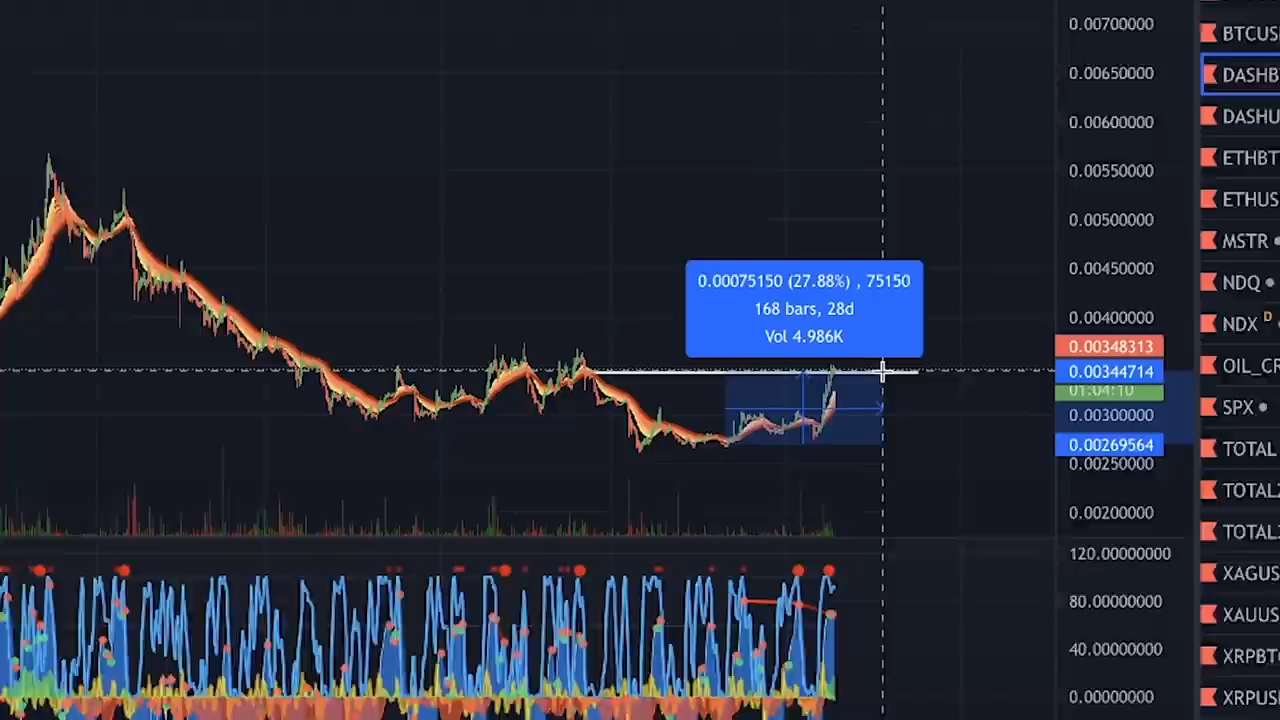 0.00700000
0.00650000
0.00600000
0.00550000
0.00500000
0.00450000
0.00400000
0.00348313
0.00344714
01:04:10
0.00300000
0.00269564
0.00250000
0.00200000
120.00000000
80.00000000
40.00000000
0.00000000
0.00075150 (27.88%) , 75150
168 bars, 28d
Vol 4.986K
BTCUS
DASHB
DASHU
ETHBT
ETHUS
MSTR
NDQ
NDX D
OIL_CR
SPX
TOTAL
TOTAL
TOTAL
XAGUS
XAUUS
XRPBT
XRPUS